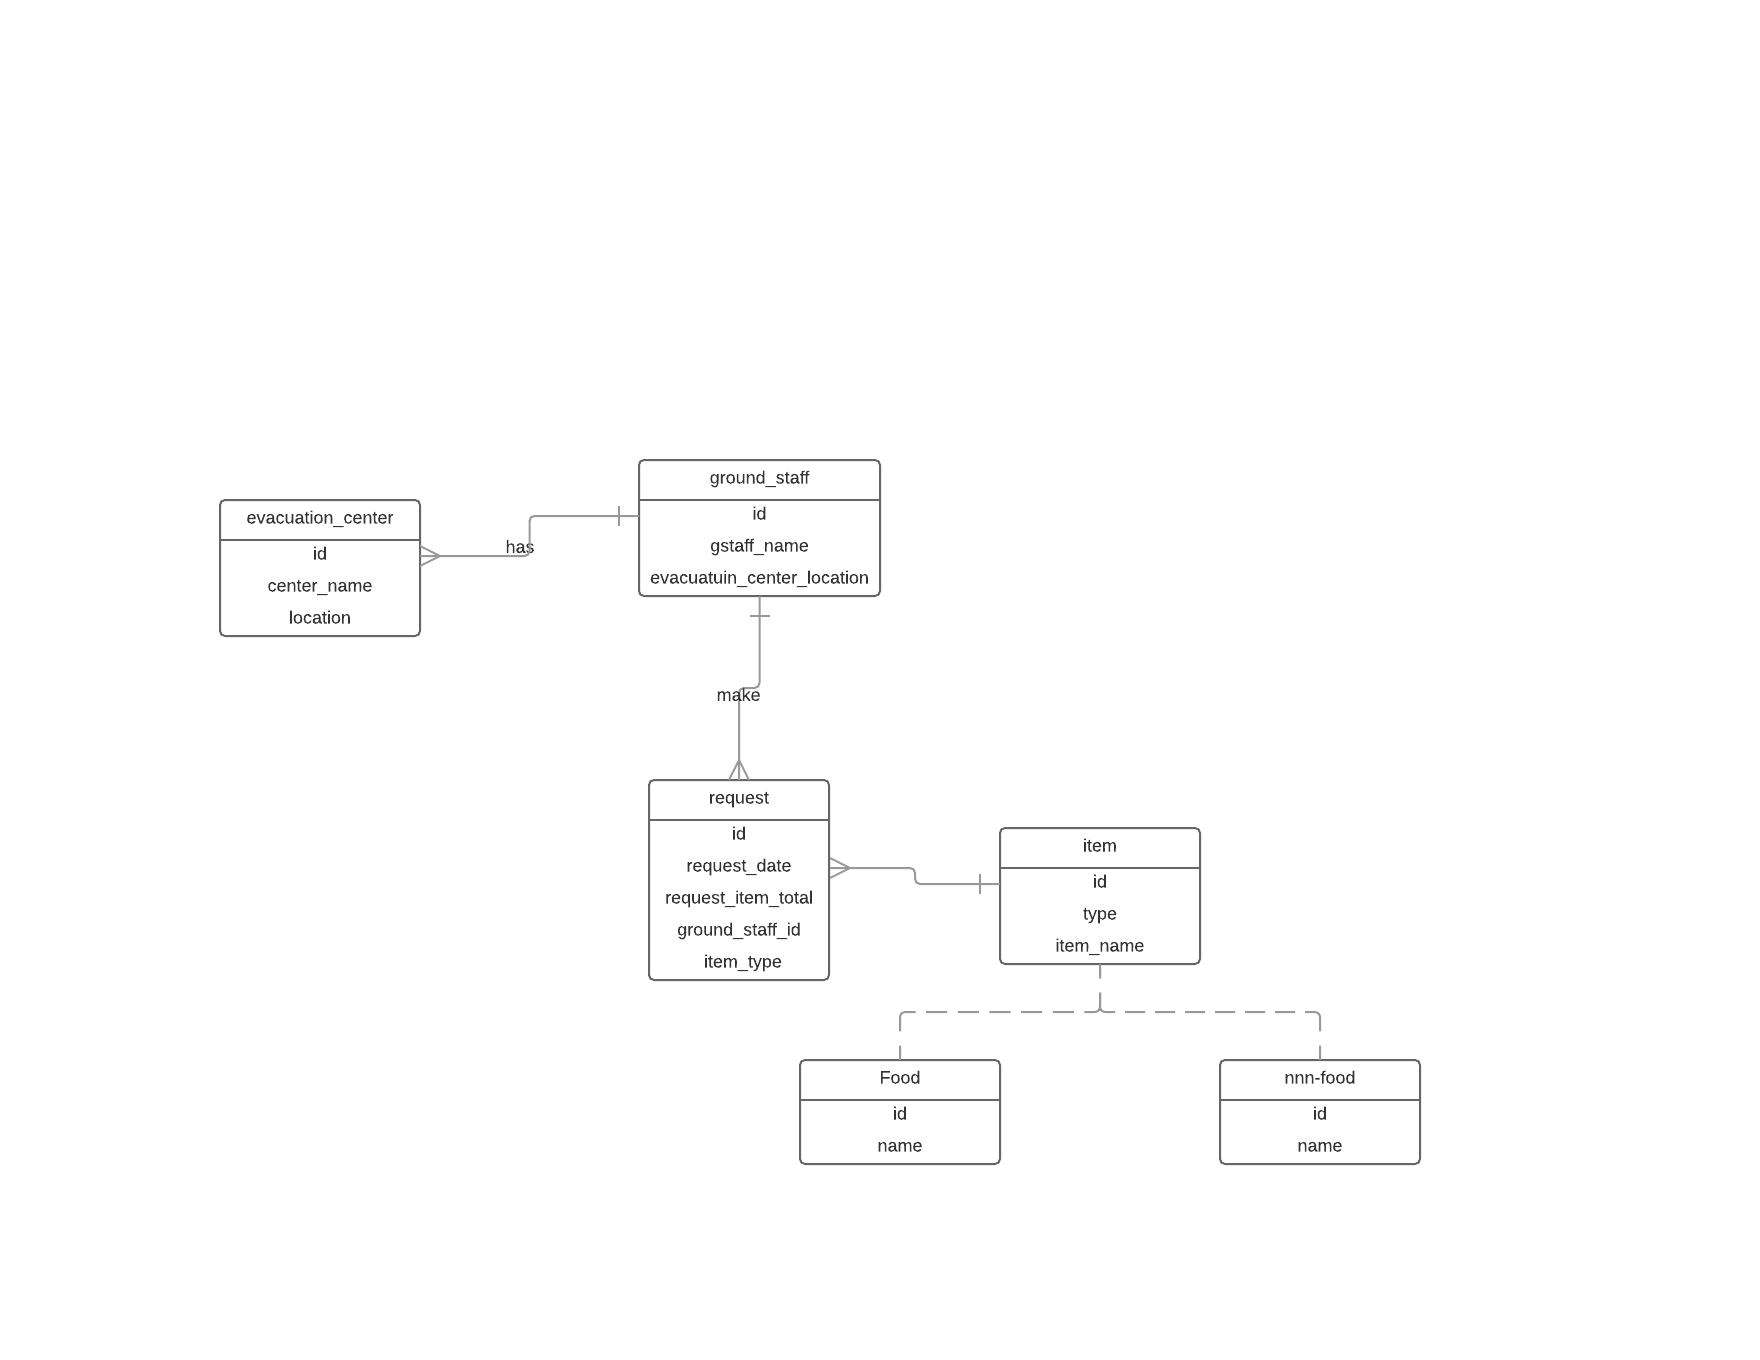 ground_staff
id
gstaff_name
evacuatuin_center_location
evacuation_center
id
center_name
location
has
make
request
id
request_date
request_item_total
ground_staff_id
item_type
item
id
type
item_name
Food
id
name
nnn-food
id
name